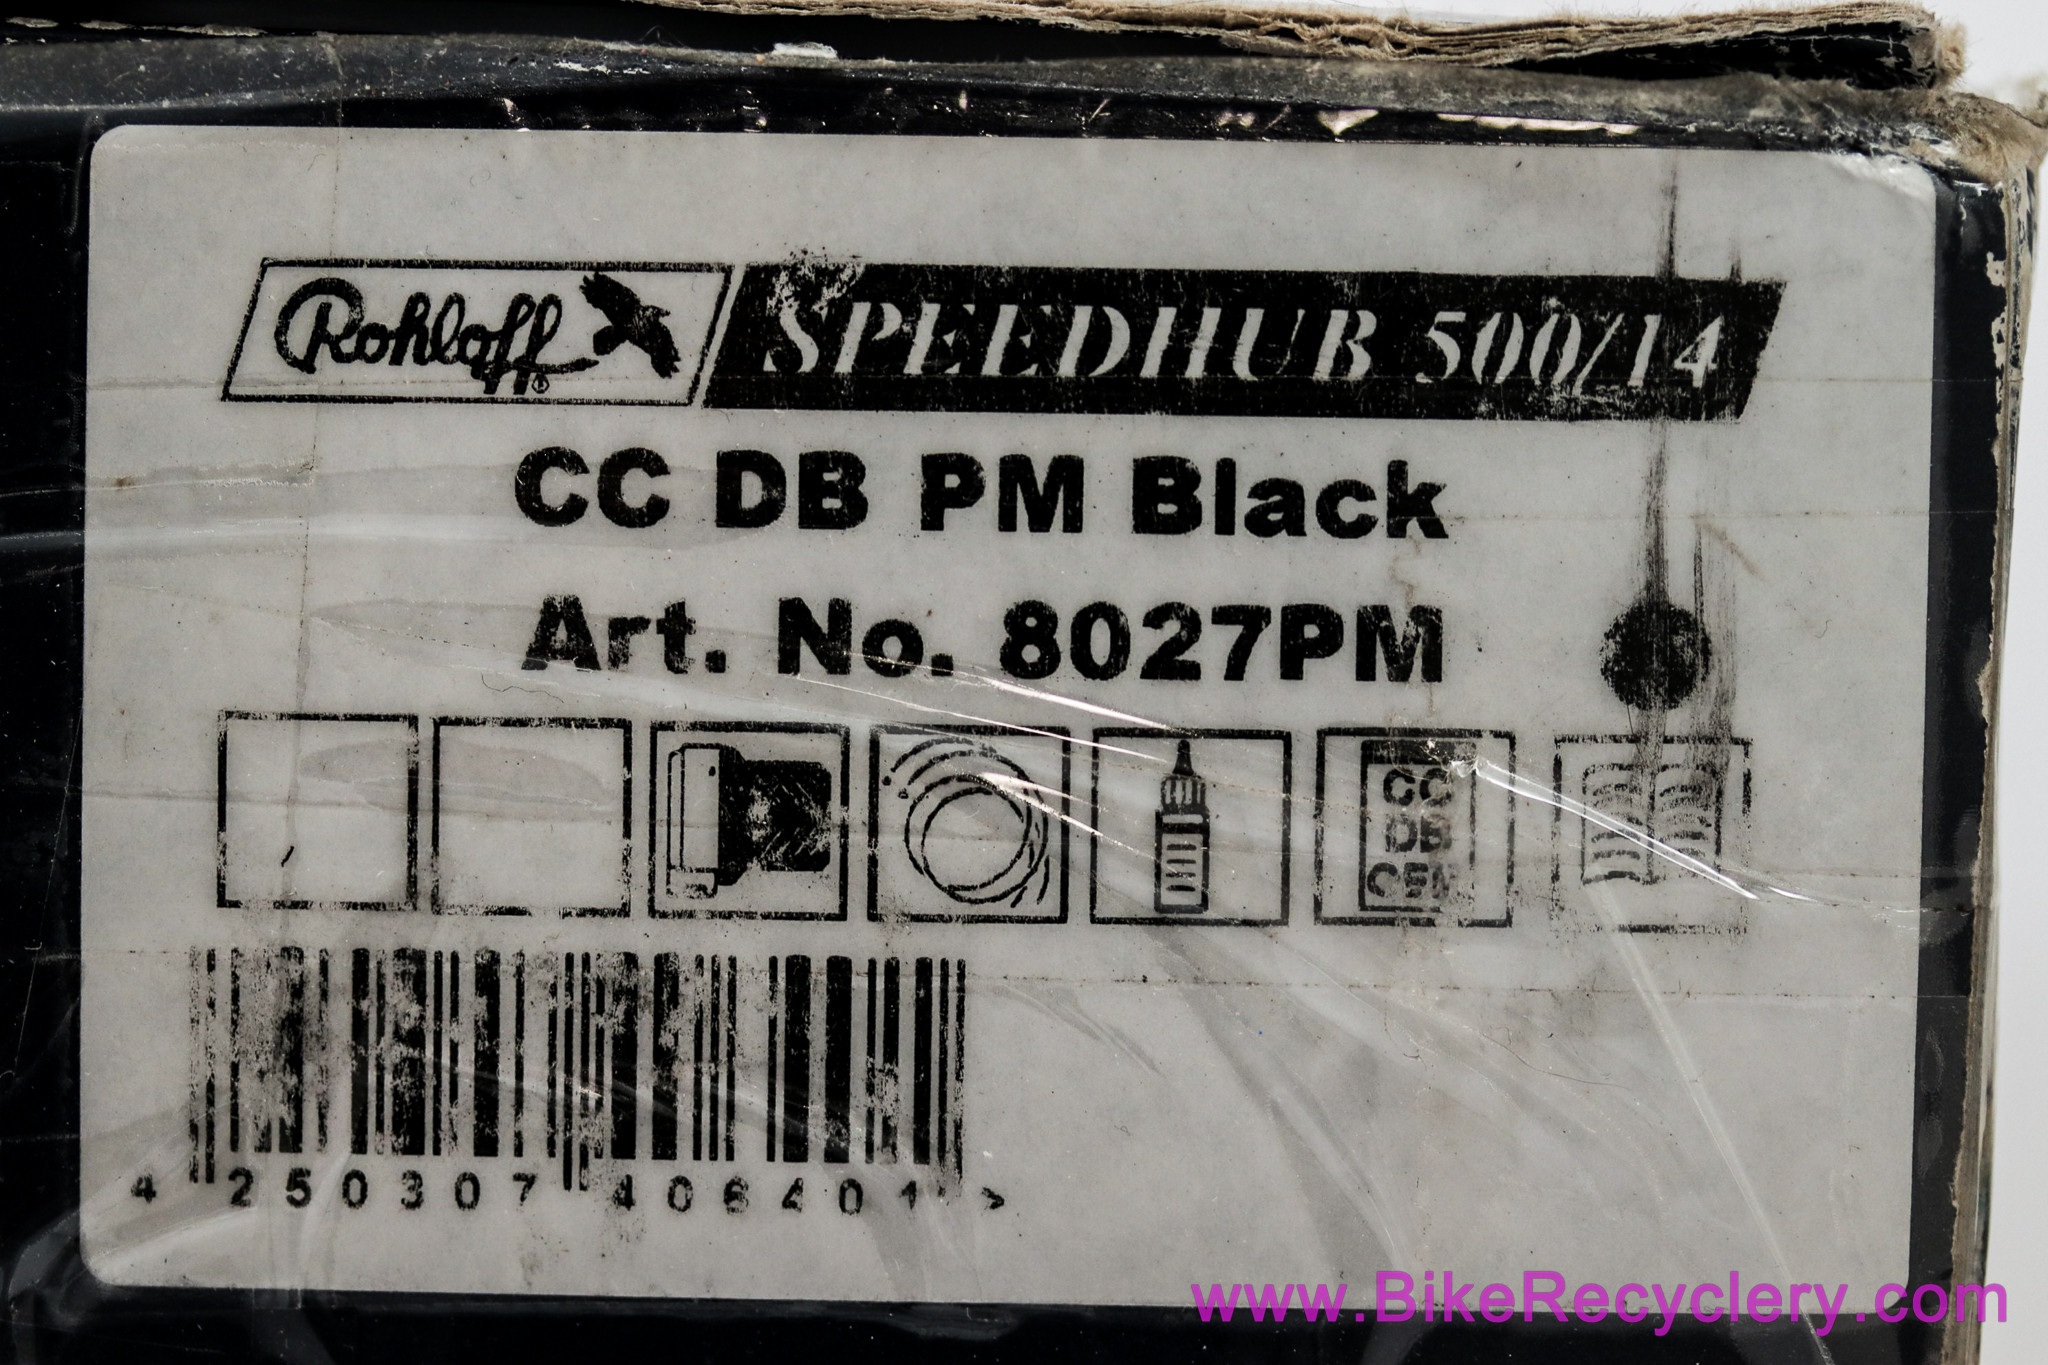 Rohloff SPEEDHUB 500/14
CC DB PM Black
Art. No. 8027PM
CC
DB
OEM
4 250307 406401 >
www.BikeRecyclery.com